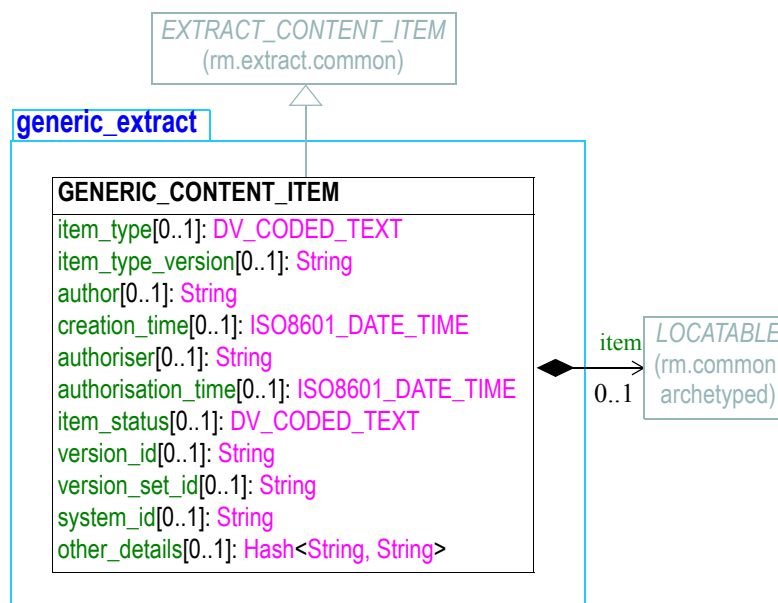 EXTRACT_CONTENT_ITEM
(rm.extract.common)
generic_extract
GENERIC_CONTENT_ITEM
item_type[0..1]: DV_CODED_TEXT
item_type_version[0..1]: String
author[0..1]: String
creation_time[0..1]: ISO8601_DATE_TIME
authoriser[0..1]: String
authorisation_time[0..1]: ISO8601_DATE_TIME
item_status[0..1]: DV_CODED_TEXT
version_id[0..1]: String
version_set_id[0..1]: String
system_id[0..1]: String
other_details[0..1]: Hash<String, String>
item
0..1
LOCATABLE
(rm.common
archetyped)